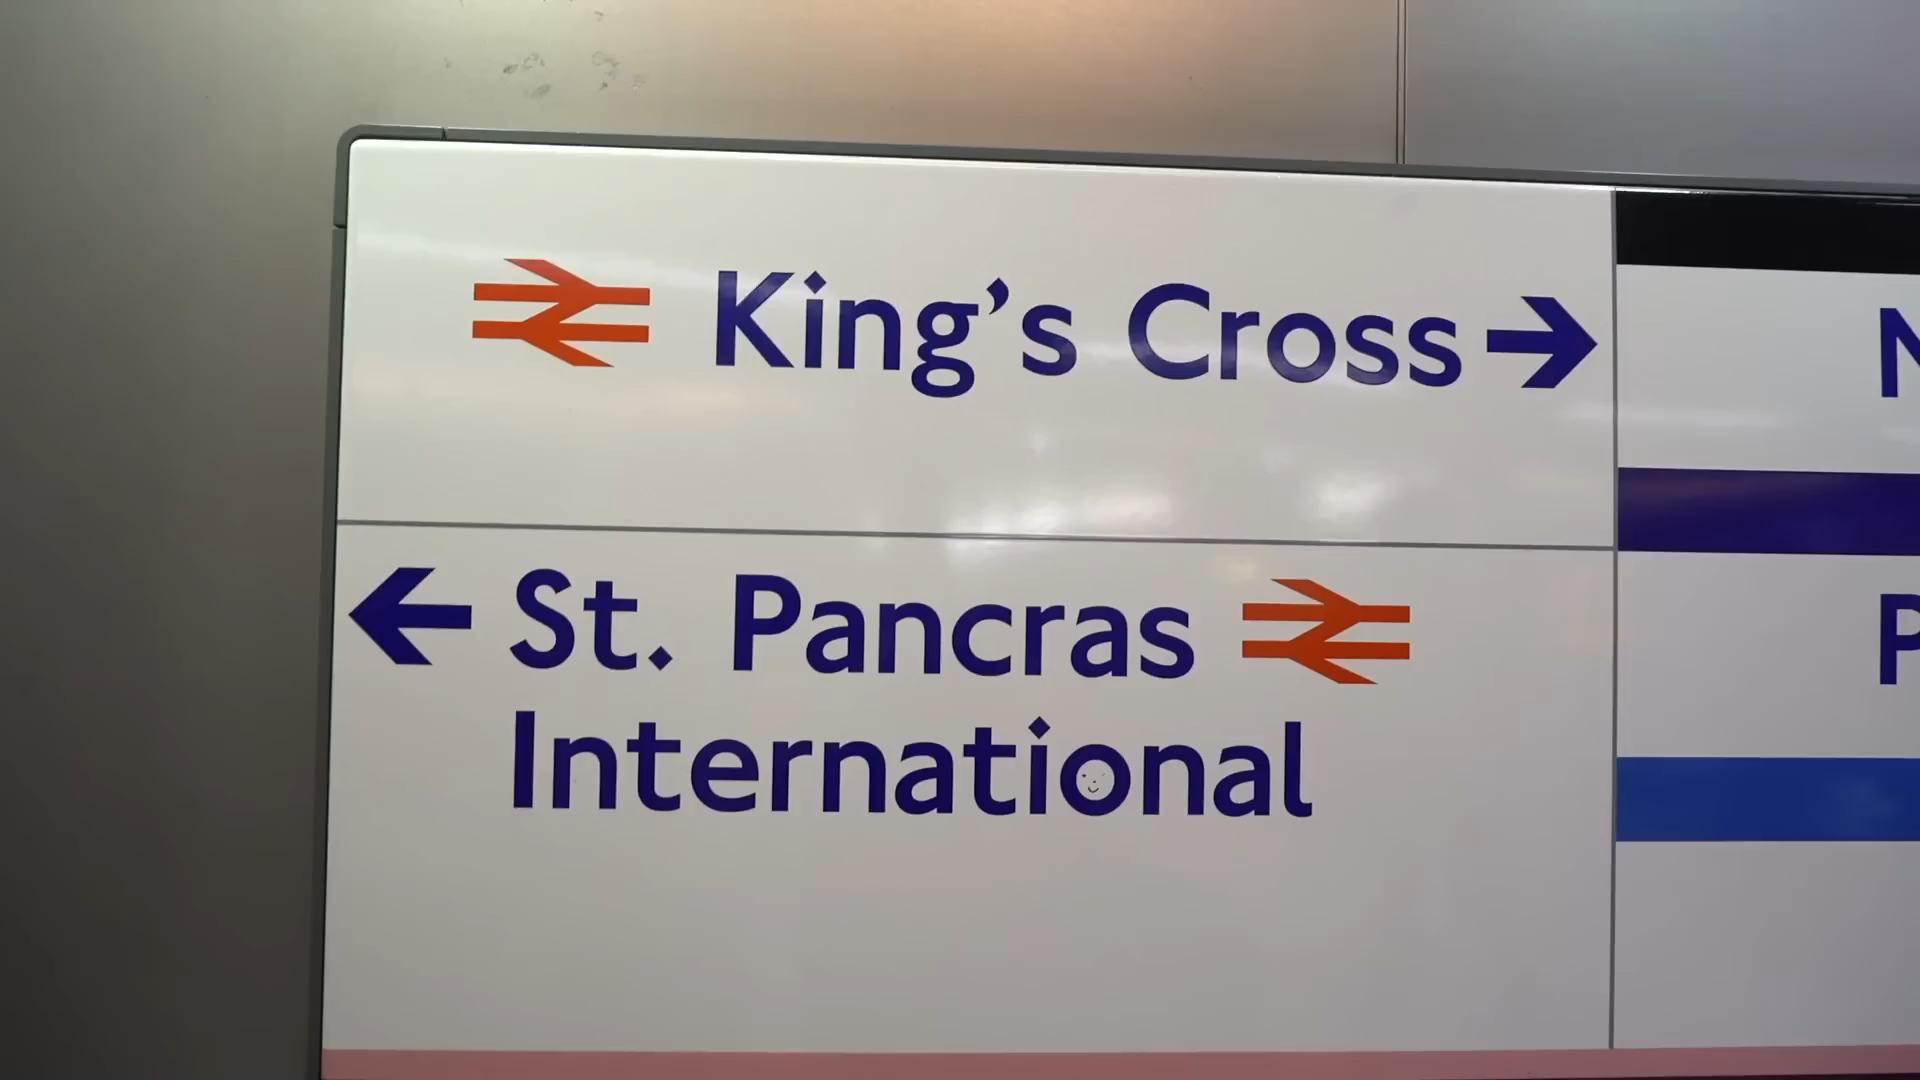 King's Cross
St. Pancras
International
N
P